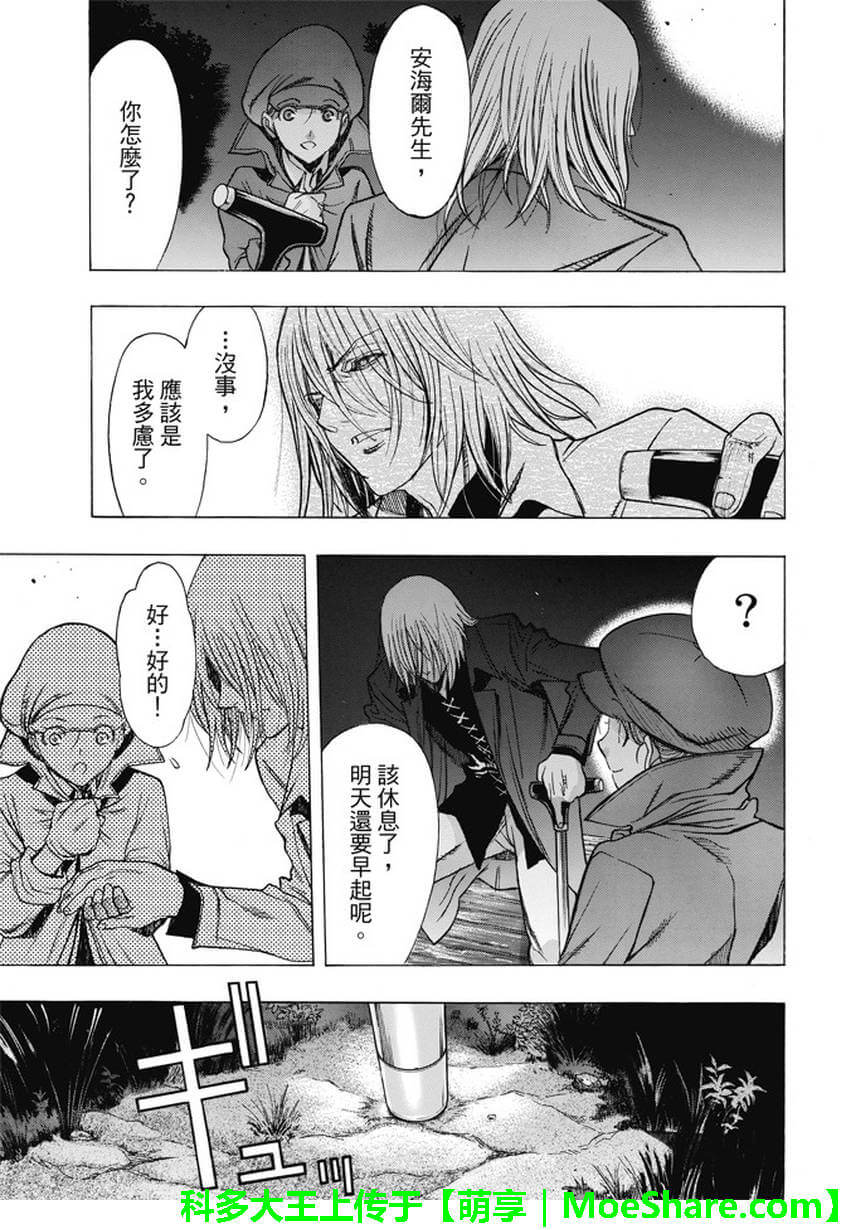 安海爾先生，
你怎麼了？
…沒事，
應該是
我多慮了。
？
該休息了，
明天還要早起呢。
好…好的！
ギュッ
科多大王上传于【萌享｜MoeShare.com】